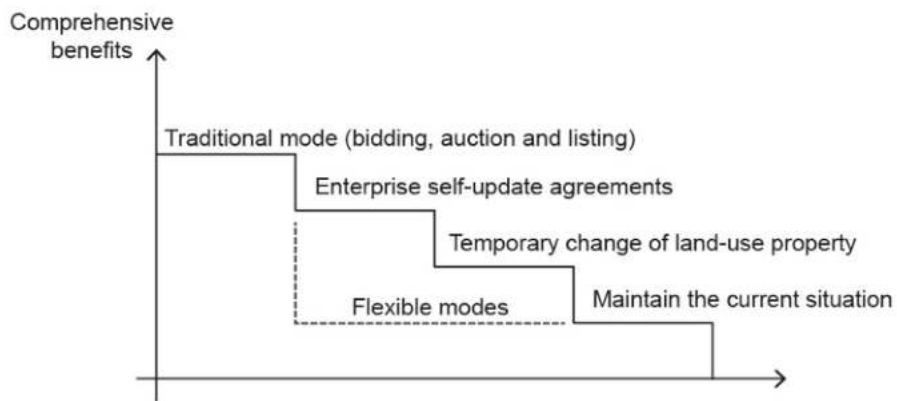 Comprehensive
benefits
Traditional mode (bidding, auction and listing)
Enterprise self-update agreements
Temporary change of land-use property
Maintain the current situation
Flexible modes